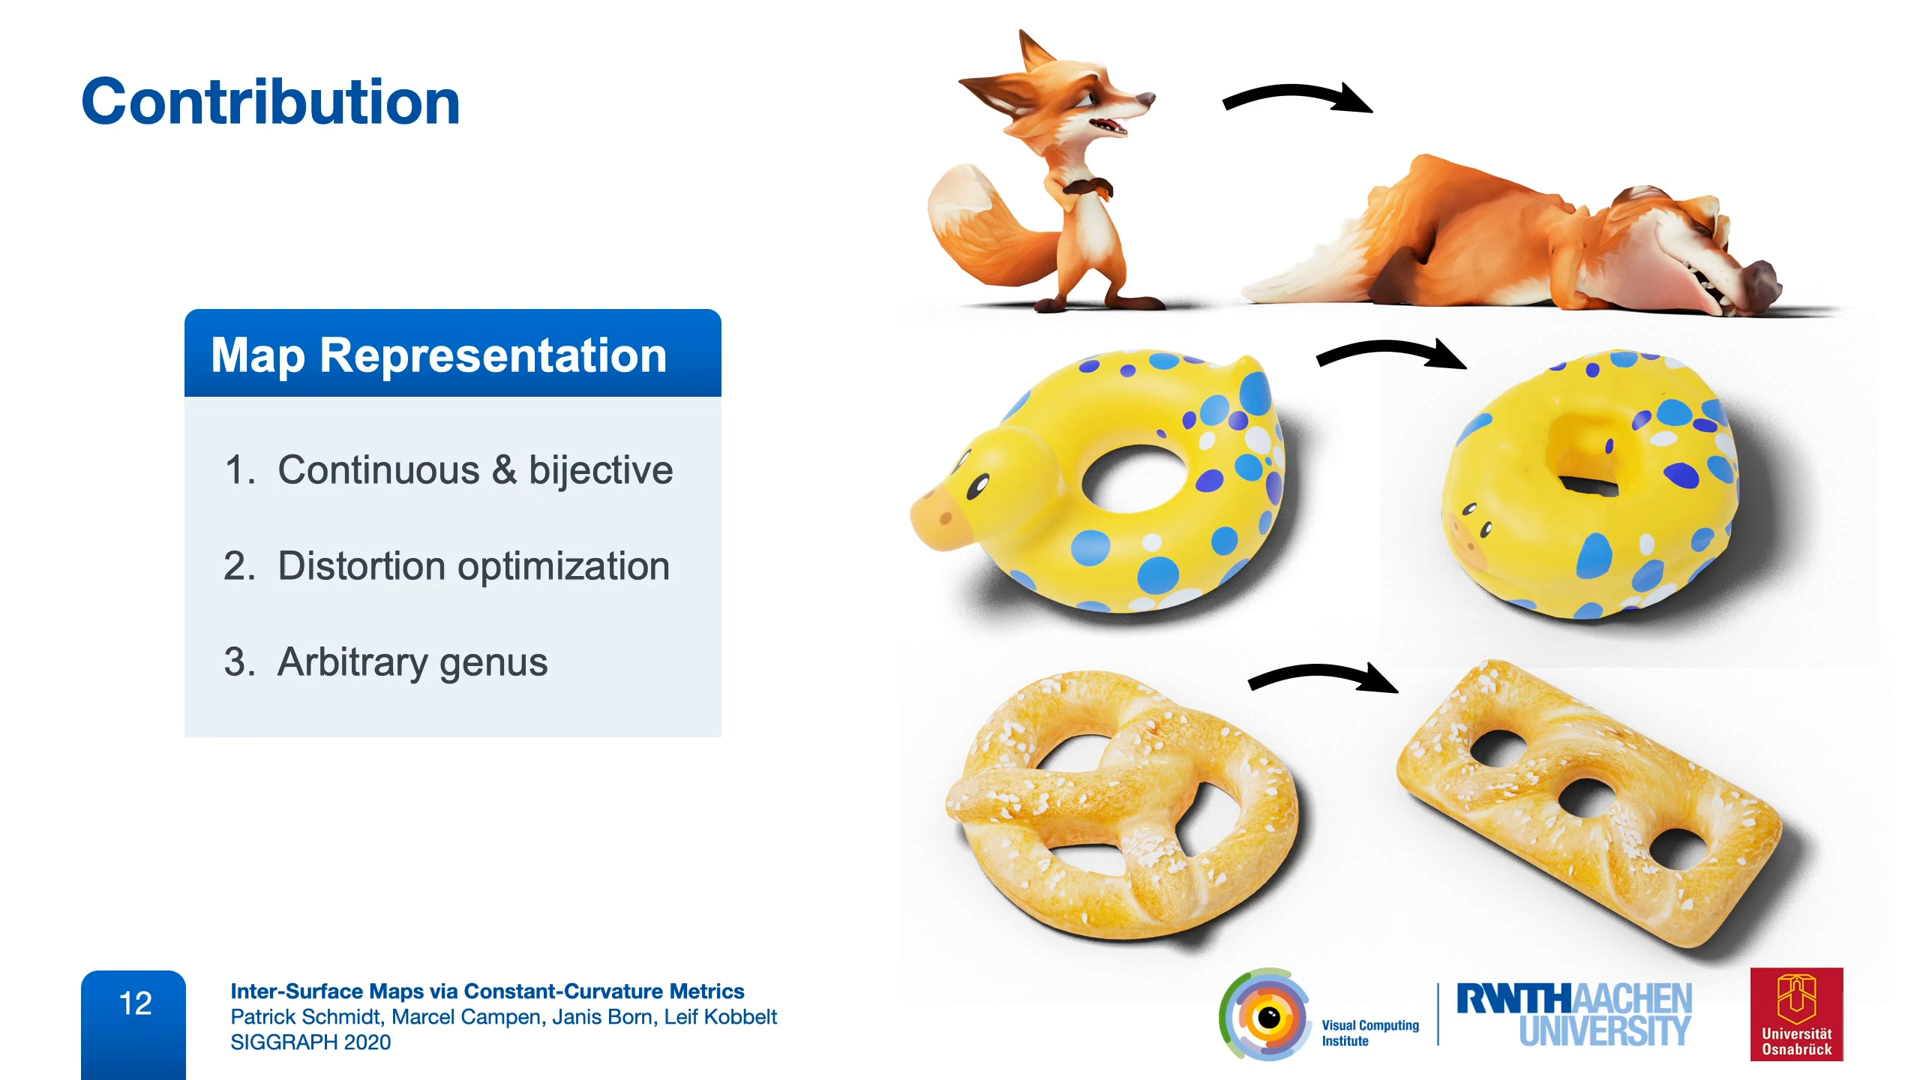 Contribution
Map Representation
1. Continuous & bijective
2. Distortion optimization
3. Arbitrary genus
12
Inter-Surface Maps via Constant-Curvature Metrics
Patrick Schmidt, Marcel Campen, Janis Born, Leif Kobbelt
SIGGRAPH 2020
Visual Computing
Institute
RWTHAACHEN
UNIVERSITY
Universität
Osnabrück